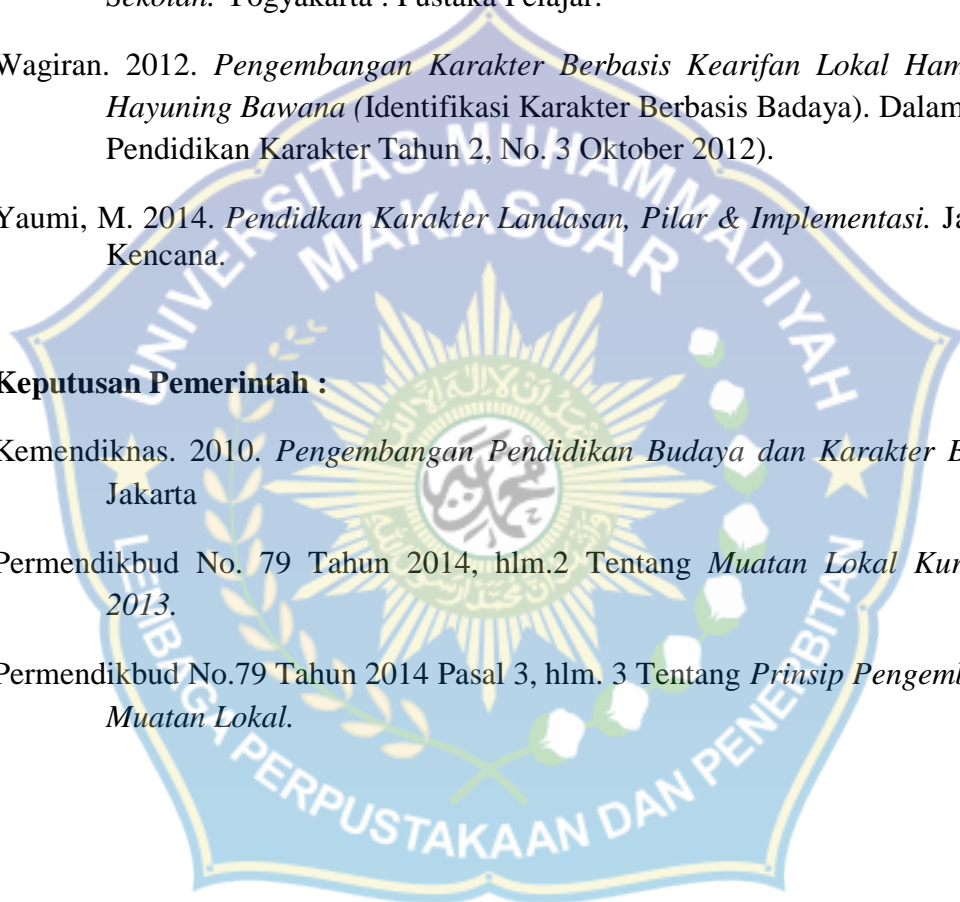 Sekolah. Yogyakarta : Pustaka Pelajar.
Wagiran. 2012. Pengembangan Karakter Berbasis Kearifan Lokal Ham
Hayuning Bawana (Identifikasi Karakter Berbasis Badaya). Dalam
Pendidikan Karakter Tahun 2, No. 3 Oktober 2012).
Yaumi, M. 2014. Pendidkan Karakter Landasan, Pilar & Implementasi. Ja
Kencana.
Keputusan Pemerintah :
Kemendiknas. 2010. Pengembangan Pendidikan Budaya dan Karakter B
Jakarta
Permendikbud No. 79 Tahun 2014, hlm.2 Tentang Muatan Lokal Kur
2013.
Permendikbud No.79 Tahun 2014 Pasal 3, hlm. 3 Tentang Prinsip Pengemb
Muatan Lokal.
UNIVERSITAS MUHAMMADIYAH
MAKASSAR
LEMBAGA PERPUSTAKAAN DAN PENERBITAN